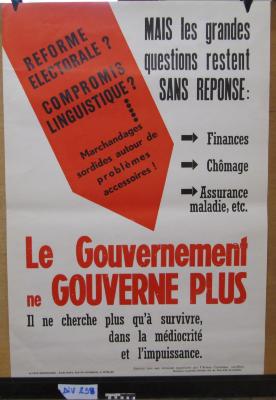 REFORME
ELECTORALE ?
COMPROMIS
LINGUISTIQUE ?
Marchandages
sordides autour de
problèmes
accessoires !
MAIS les grandes
questions restent
SANS REPONSE :
Finances
Chômage
Assurance
maladie, etc.
Le Gouvernement
ne GOUVERNE PLUS
Il ne cherche plus qu'à survivre,
dans la médiocrité
et l'impuissance.
DIV 298